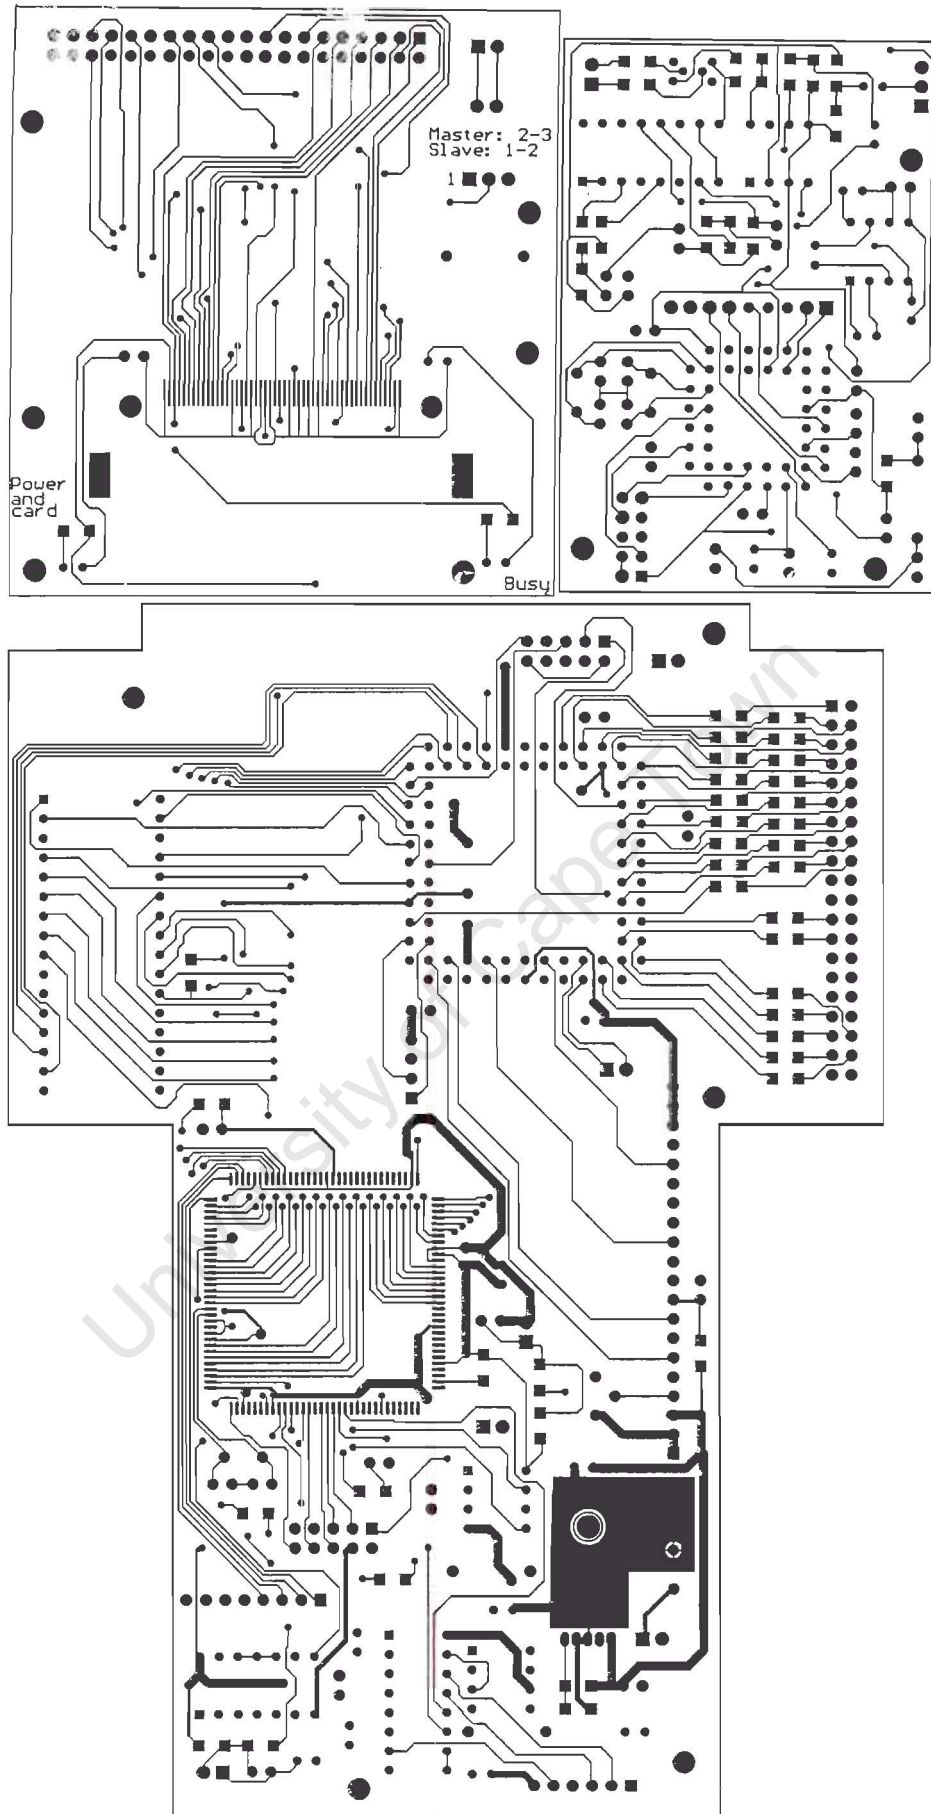 Master: 2-3
Slave: 1-2
1
Power
and
card
Busy
University of Cape Town